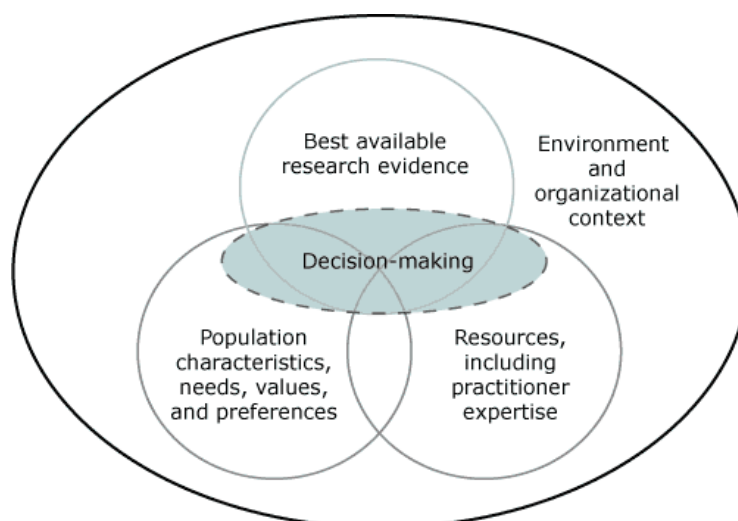 Best available
research evidence
Environment
and
organizational
context
Decision-making
Population
characteristics,
needs, values,
and preferences
Resources,
including
practitioner
expertise